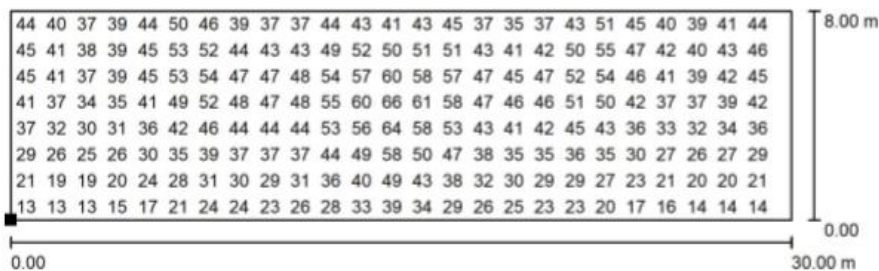 44 40 37 39 44 50 46 39 37 37 44 43 41 43 45 37 35 37 43 51 45 40 39 41 44 8.00 m
45 41 38 39 45 53 52 44 43 43 49 52 50 51 51 43 41 42 50 55 47 42 40 43 46
45 41 37 39 45 53 54 47 47 48 54 57 60 58 57 47 45 47 52 54 46 41 39 42 45
41 37 34 35 41 49 52 48 47 48 55 60 66 61 58 47 46 46 51 50 42 37 37 39 42
37 32 30 31 36 42 46 44 44 44 53 56 64 58 53 43 41 42 45 43 36 33 32 34 36
29 26 25 26 30 35 39 37 37 37 44 49 58 50 47 38 35 35 36 35 30 27 26 27 29
21 19 19 20 24 28 31 30 29 31 36 40 49 43 38 32 30 29 29 27 23 21 20 20 21
13 13 13 15 17 21 24 24 23 26 28 33 39 34 29 26 25 23 23 20 17 16 14 14 14
0.00
0.00 30.00 m